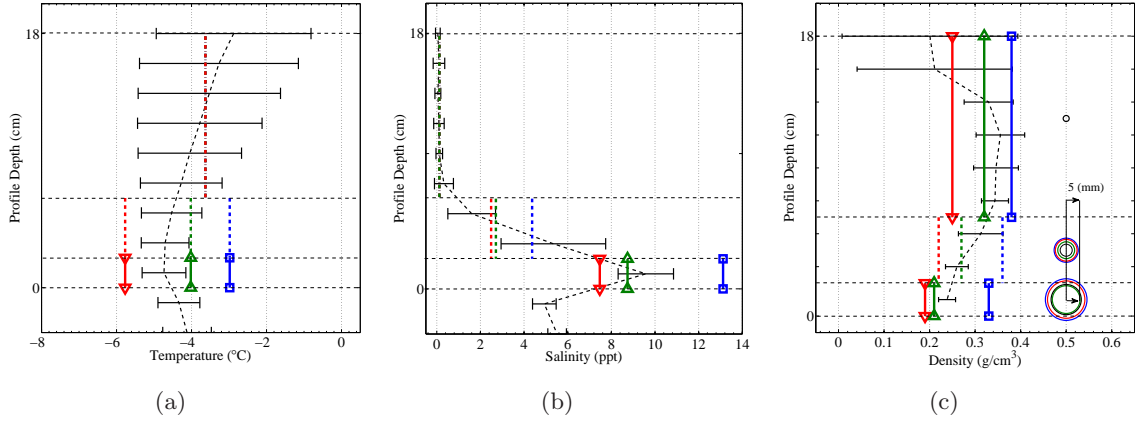 18
0
Profile Depth (cm)
−8 −6 −4 −2 0
Temperature (°C)
(a)
18
0
Profile Depth (cm)
0 2 4 6 8 10 12 14
Salinity (ppt)
(b)
18
0
Profile Depth (cm)
5 (mm)
0 0.1 0.2 0.3 0.4 0.5 0.6
Density (g/cm³)
(c)